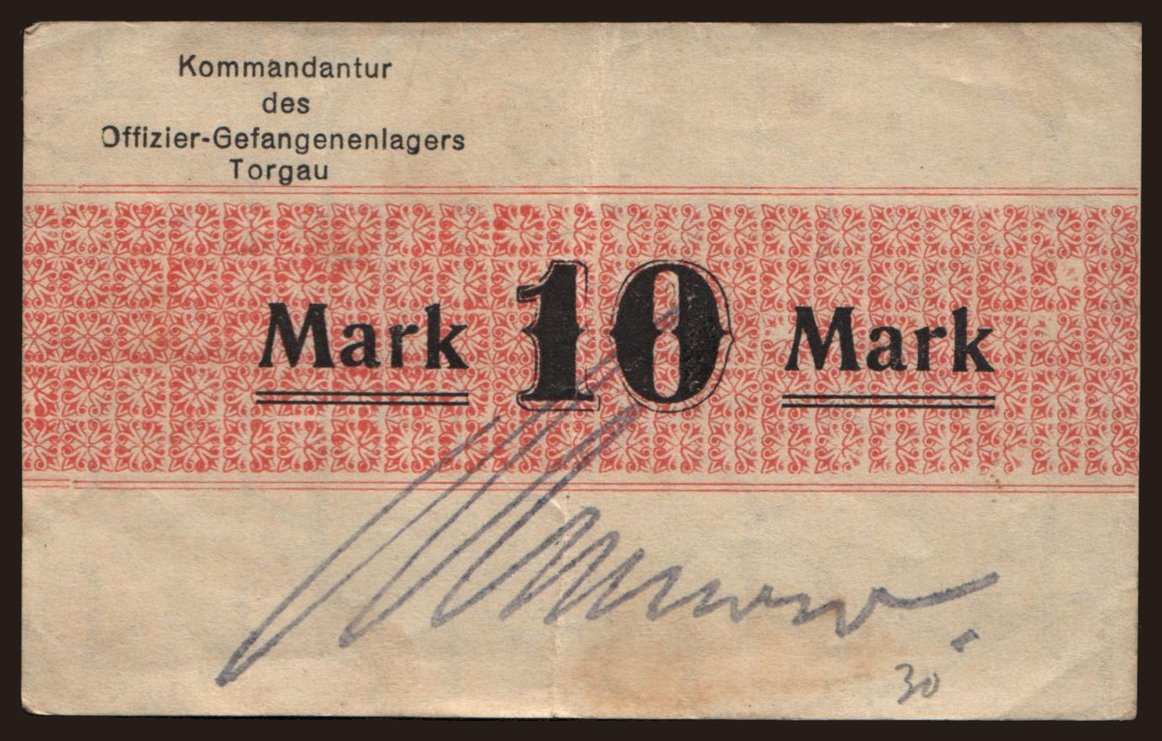 Kommandantur
des
Offizier-Gefangenenlagers
Torgau
Mark 10 Mark
30